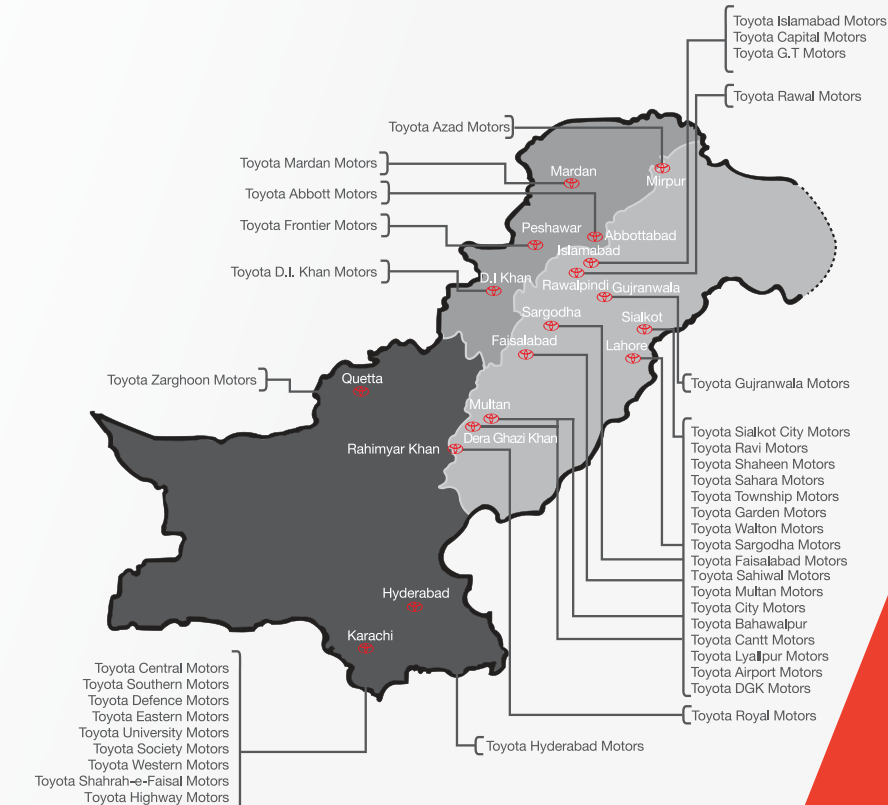 Toyota Islamabad Motors
Toyota Capital Motors
Toyota G.T Motors
Toyota Rawal Motors
Toyota Azad Motors
Toyota Mardan Motors
Toyota Abbott Motors
Toyota Frontier Motors
Toyota D.I. Khan Motors
Mardan
Mirpur
Peshawar
Abbottabad
Islamabad
D.I Khan
Rawalpindi
Gujranwala
Sargodha
Sialkot
Faisalabad
Lahore
Toyota Zarghoon Motors
Quetta
Toyota Gujranwala Motors
Multan
Dera Ghazi Khan
Rahimyar Khan
Toyota Sialkot City Motors
Toyota Ravi Motors
Toyota Shaheen Motors
Toyota Sahara Motors
Toyota Township Motors
Toyota Garden Motors
Toyota Walton Motors
Toyota Sargodha Motors
Toyota Faisalabad Motors
Toyota Sahiwal Motors
Toyota Multan Motors
Toyota City Motors
Toyota Bahawalpur
Toyota Cantt Motors
Toyota Lyallpur Motors
Toyota Airport Motors
Toyota DGK Motors
Toyota Royal Motors
Hyderabad
Karachi
Toyota Central Motors
Toyota Southern Motors
Toyota Defence Motors
Toyota Eastern Motors
Toyota University Motors
Toyota Society Motors
Toyota Western Motors
Toyota Shahrah-e-Faisal Motors
Toyota Highway Motors
Toyota Hyderabad Motors